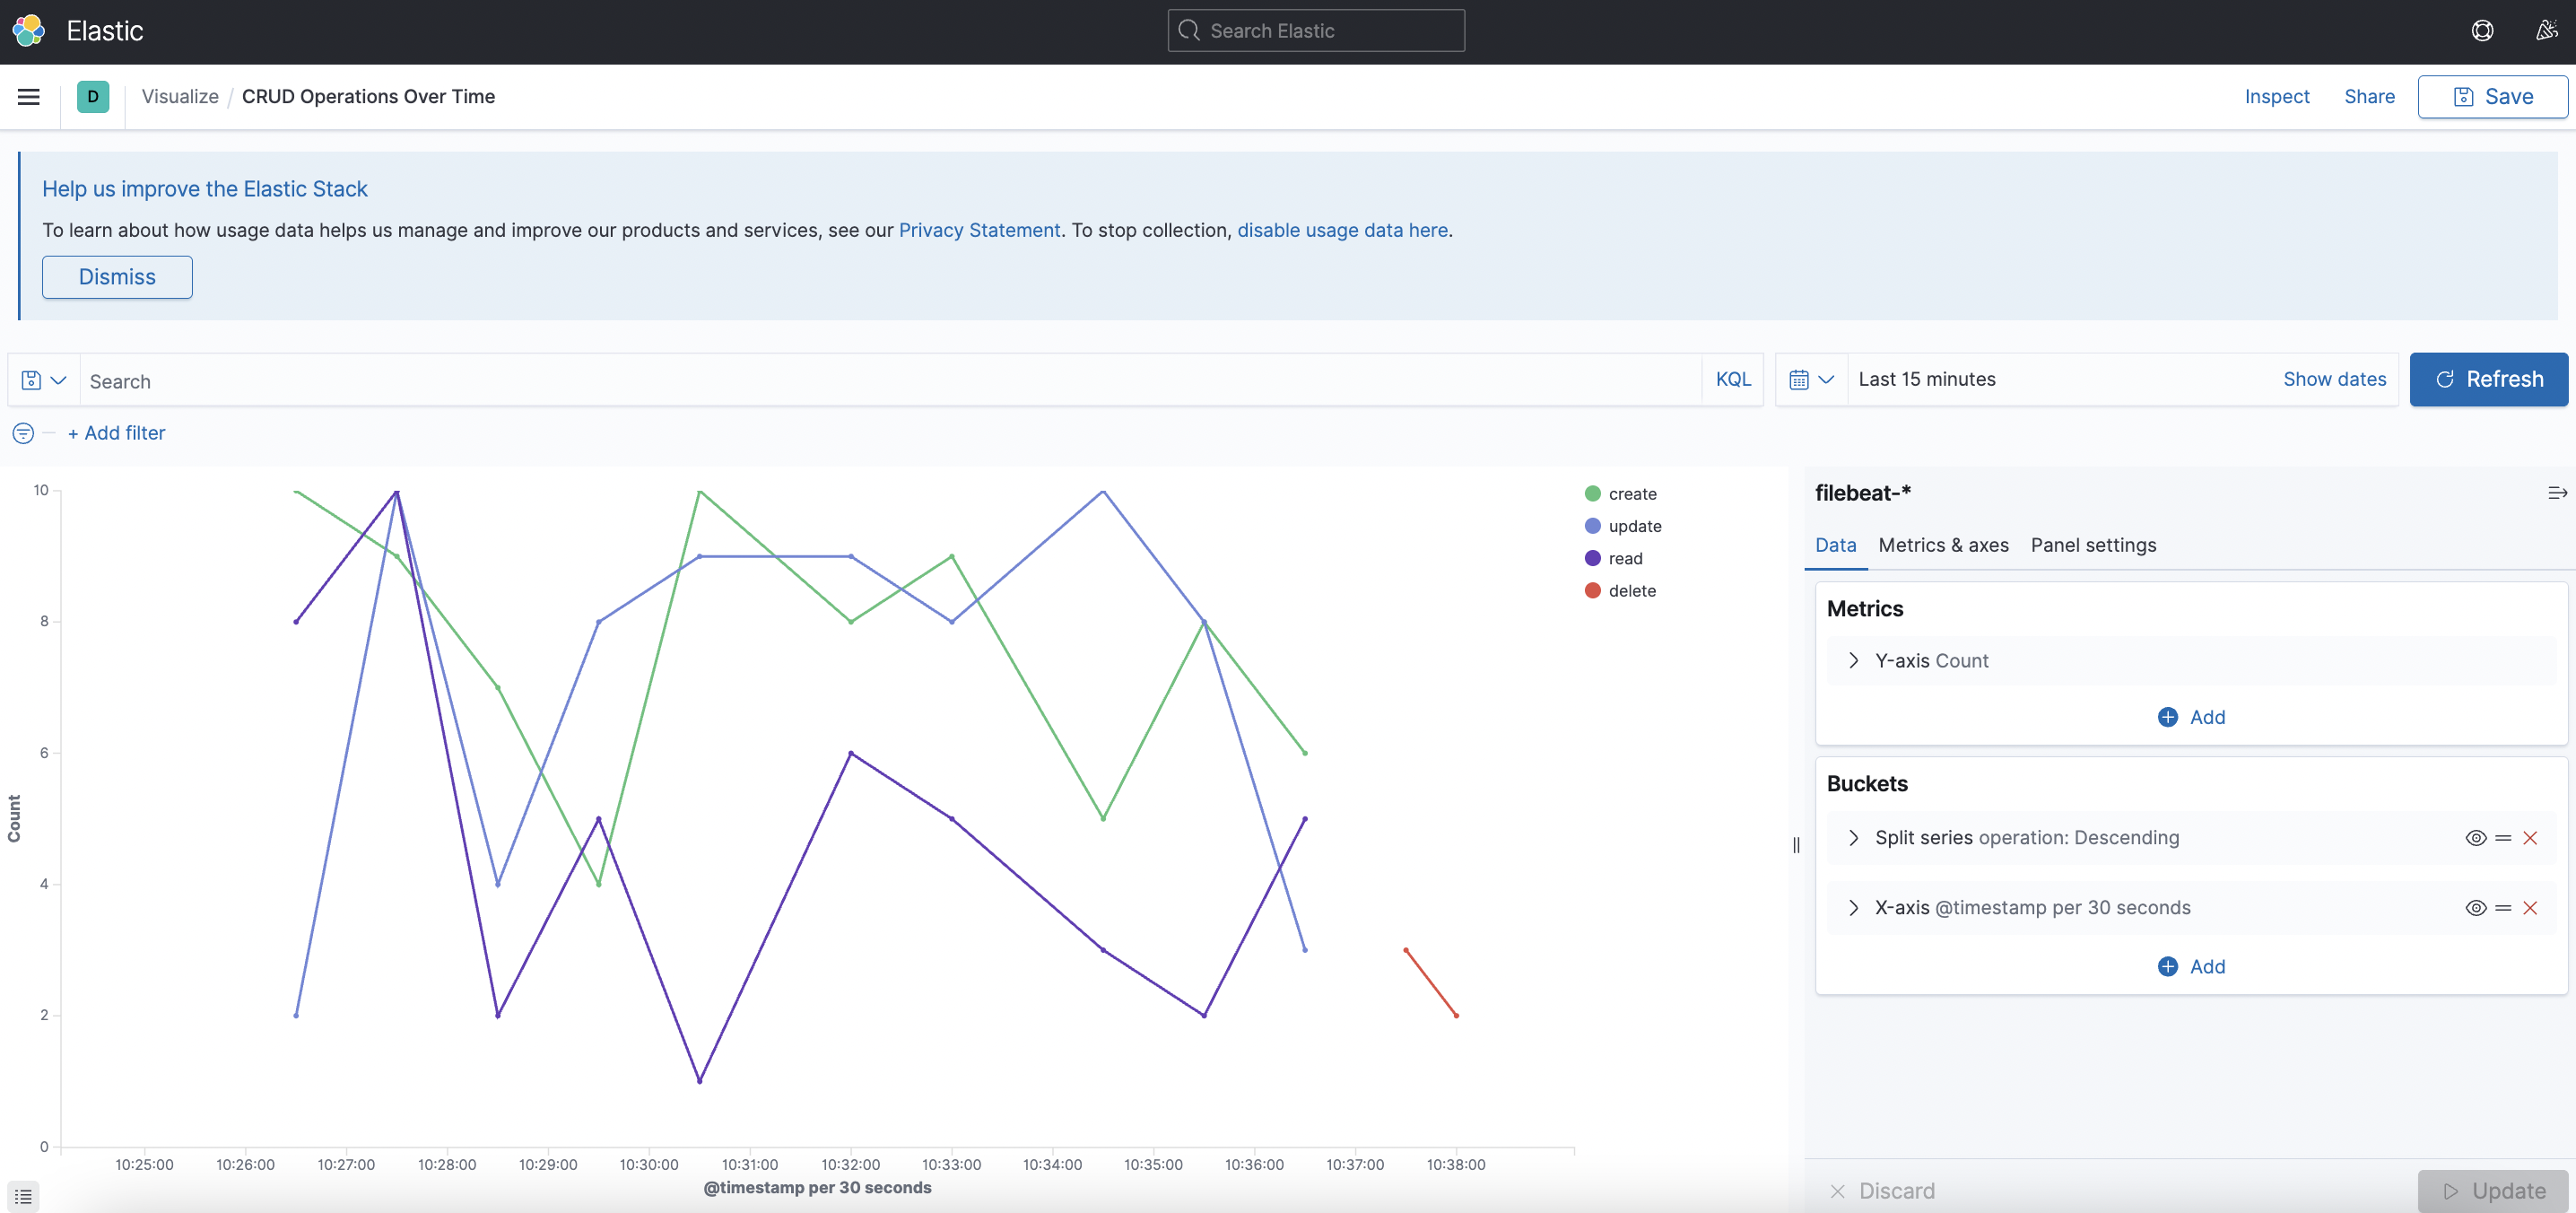 Elastic
Search Elastic
D
Visualize / CRUD Operations Over Time
Inspect
Share
Save
Help us improve the Elastic Stack
To learn about how usage data helps us manage and improve our products and services, see our Privacy Statement. To stop collection, disable usage data here.
Dismiss
Search
KQL
Last 15 minutes
Show dates
Refresh
+ Add filter
10
8
6
4
2
0
Count
10:25:00 10:26:00 10:27:00 10:28:00 10:29:00 10:30:00 10:31:00 10:32:00 10:33:00 10:34:00 10:35:00 10:36:00 10:37:00 10:38:00
@timestamp per 30 seconds
create
update
read
delete
filebeat-*
Data
Metrics & axes
Panel settings
Metrics
Y-axis Count
Add
Buckets
Split series operation: Descending
X-axis @timestamp per 30 seconds
Add
Discard
Update